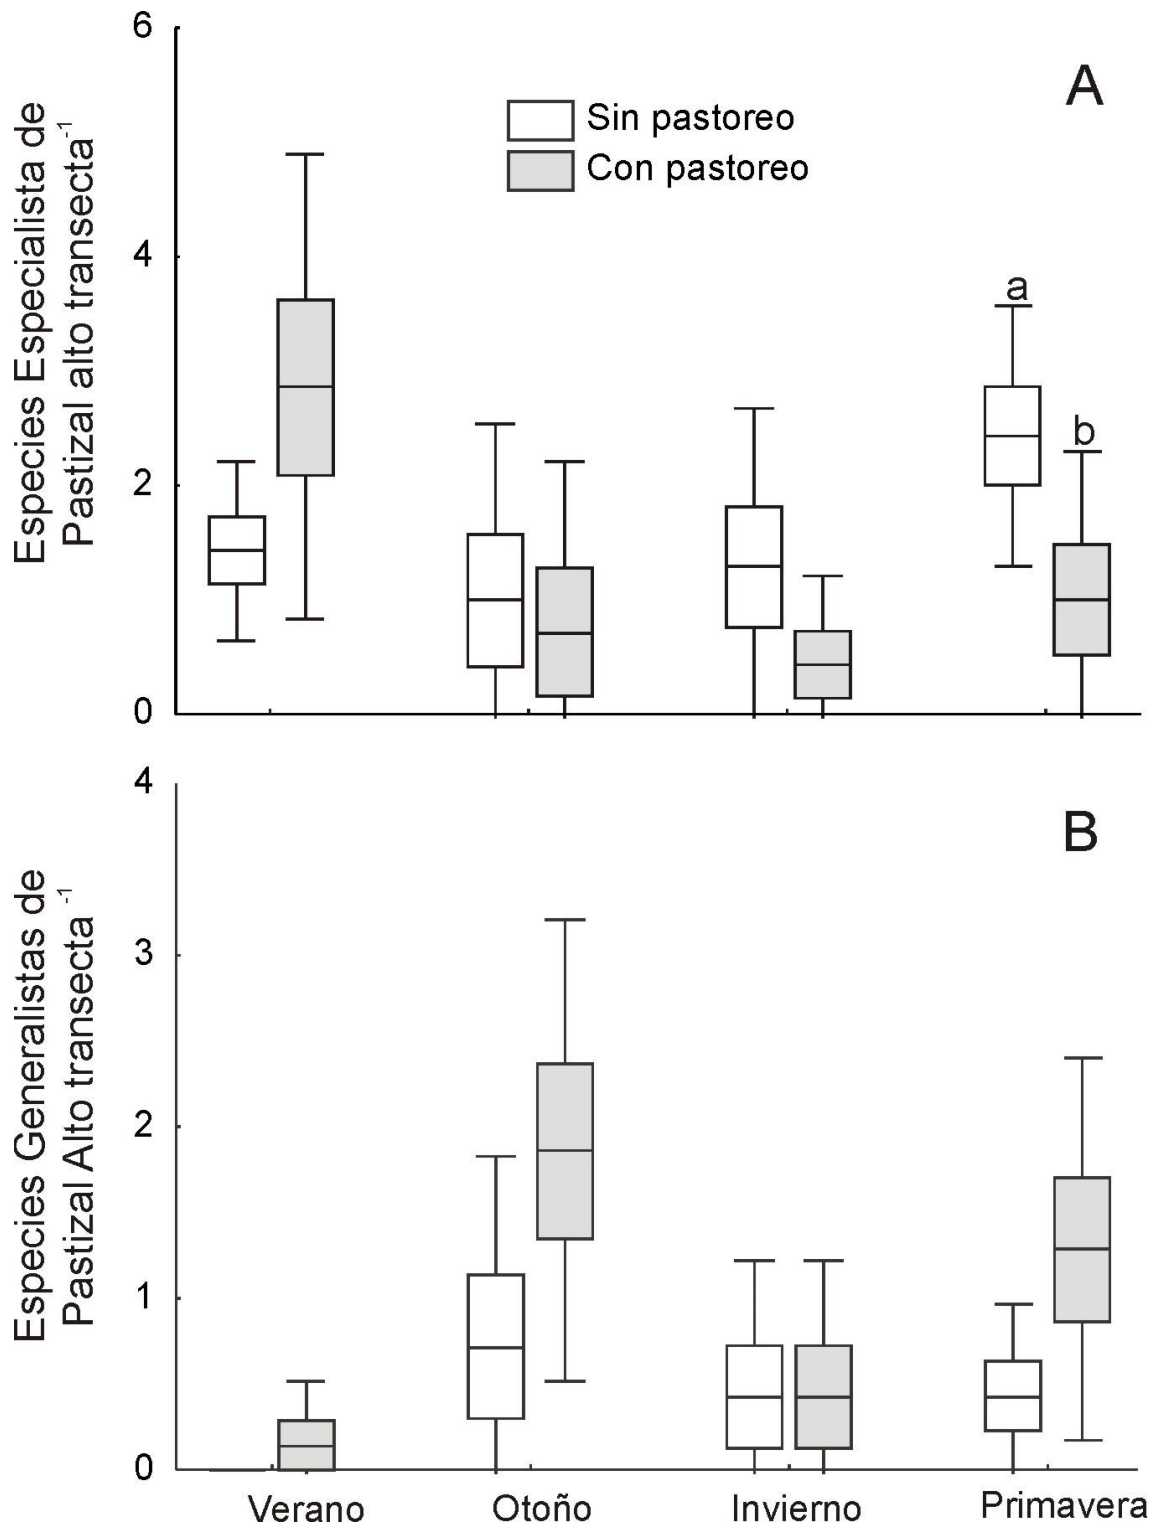 6
A
Sin pastoreo
Con pastoreo
Especies Especialista de
Pastizal alto transecta-1
4
a
b
2
0
4
B
Especies Generalistas de
Pastizal Alto transecta -1
3
2
1
0
Verano Otoño Invierno Primavera